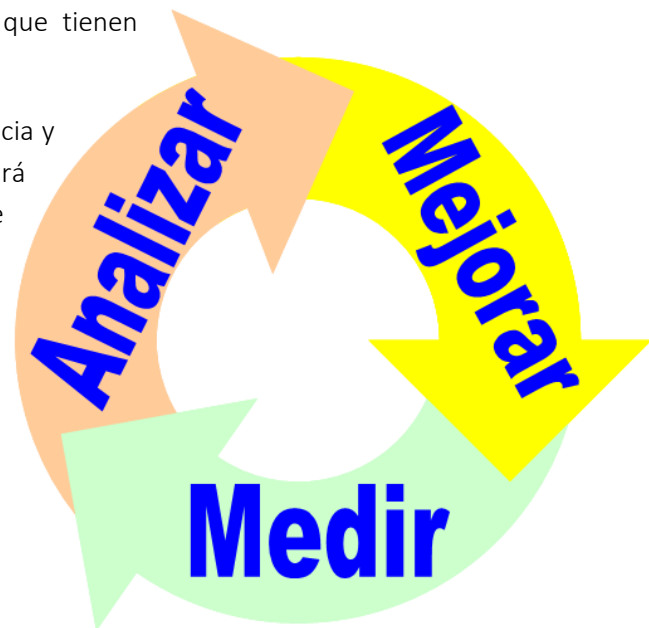 que tienen
cia y
rá
e
Analizar
Mejorar
Medir